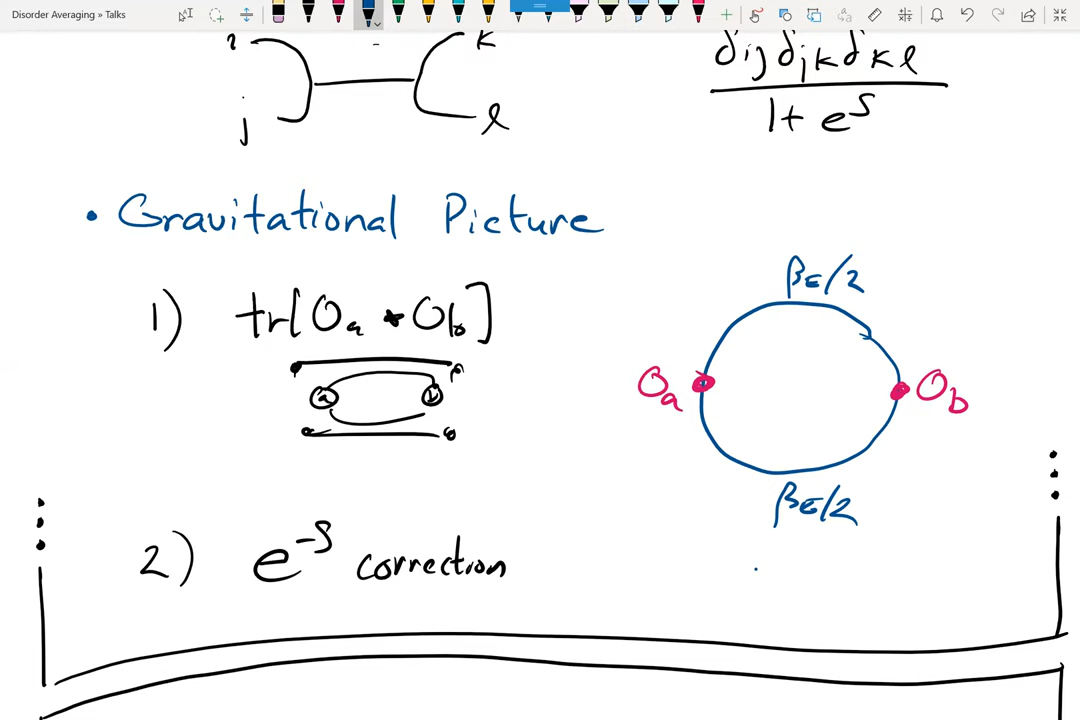 Disorder Averaging » Talks
i k
j l
δij δjk δkl
1 + e^S
• Gravitational Picture
1) tr[Oa * Ob]
a b
βE/2
Oa Ob
βE/2
2) e^-S correction